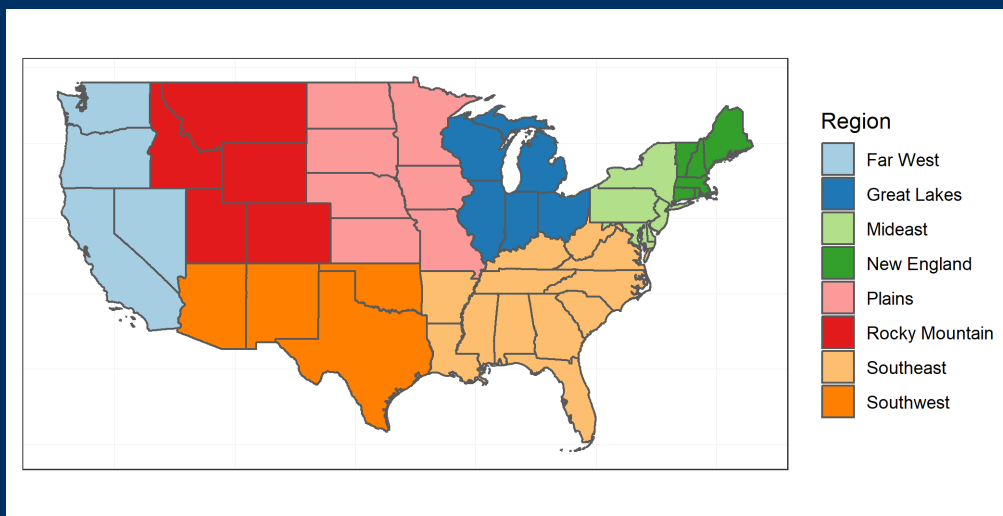 Region
Far West
Great Lakes
Mideast
New England
Plains
Rocky Mountain
Southeast
Southwest